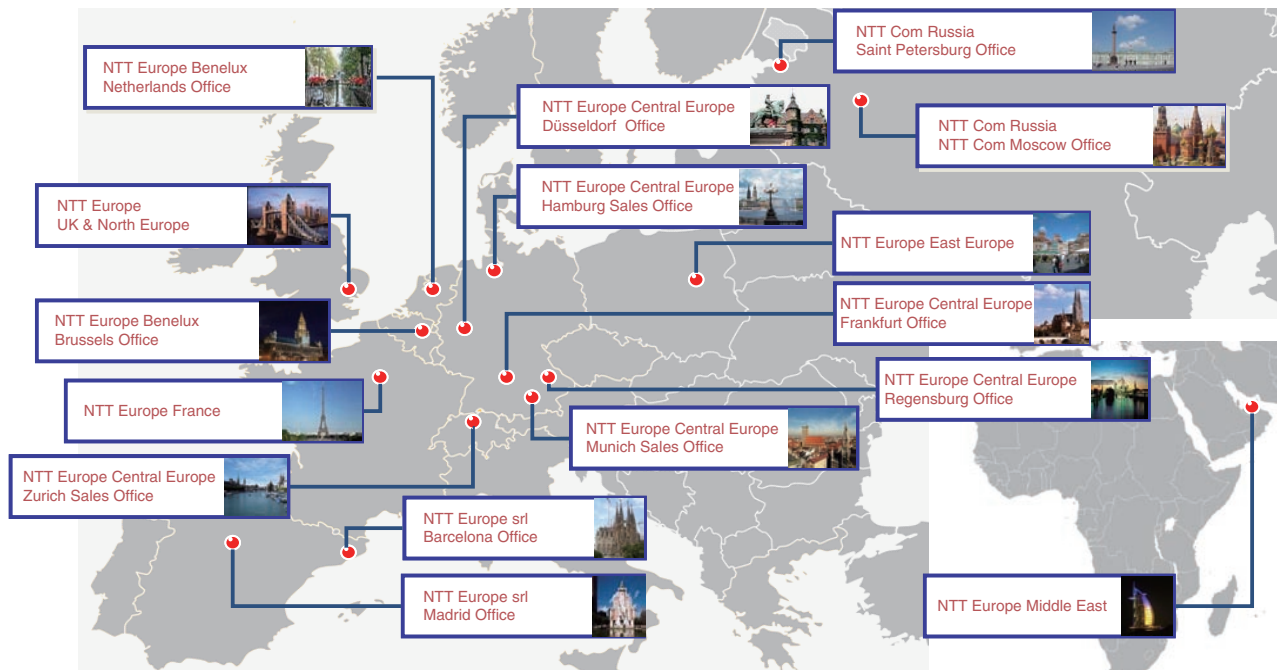 NTT Com Russia
Saint Petersburg Office
NTT Europe Benelux
Netherlands Office
NTT Europe Central Europe
Düsseldorf Office
NTT Com Russia
NTT Com Moscow Office
NTT Europe
UK & North Europe
NTT Europe Central Europe
Hamburg Sales Office
NTT Europe East Europe
NTT Europe Benelux
Brussels Office
NTT Europe Central Europe
Frankfurt Office
NTT Europe France
NTT Europe Central Europe
Regensburg Office
NTT Europe Central Europe
Munich Sales Office
NTT Europe Central Europe
Zurich Sales Office
NTT Europe srl
Barcelona Office
NTT Europe srl
Madrid Office
NTT Europe Middle East